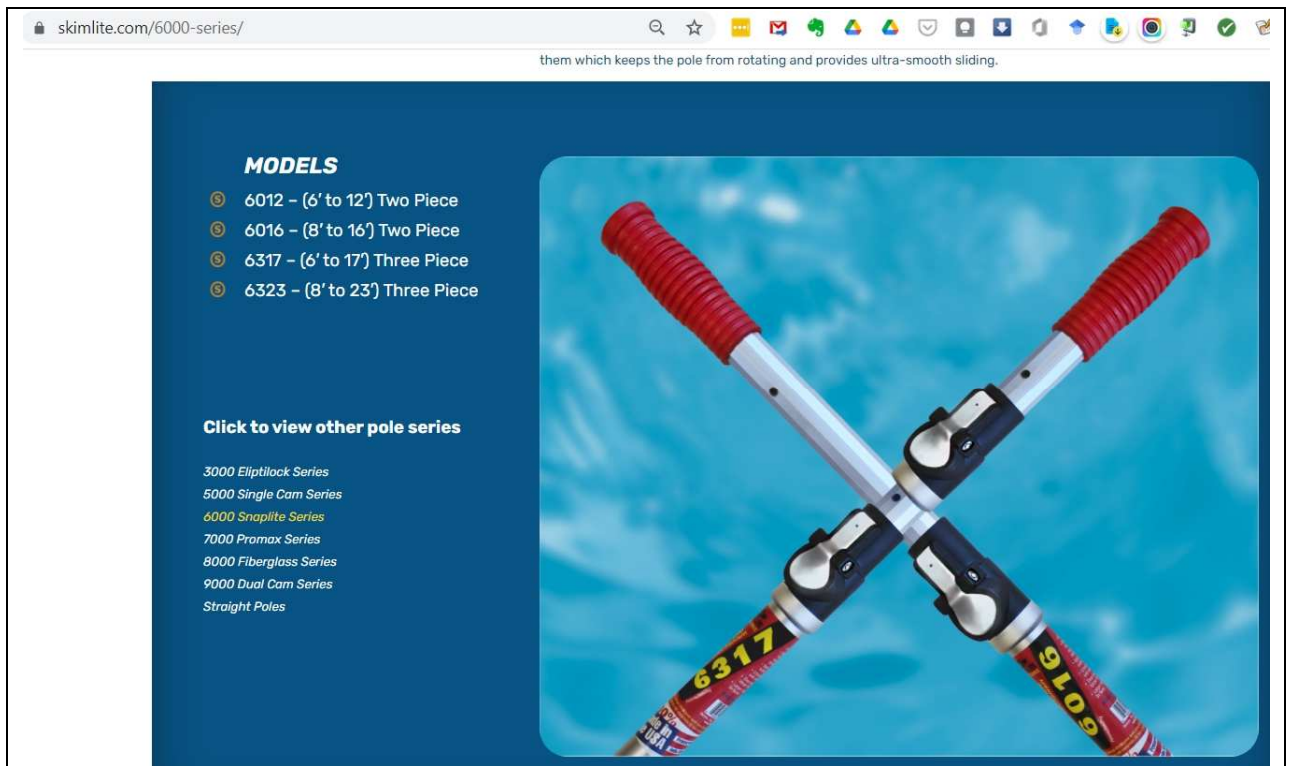 skimlite.com/6000-series/
them which keeps the pole from rotating and provides ultra-smooth sliding.
MODELS
6012 – (6’ to 12’) Two Piece
6016 – (8’ to 16’) Two Piece
6317 – (6’ to 17’) Three Piece
6323 – (8’ to 23’) Three Piece
Click to view other pole series
3000 Eliptilock Series
5000 Single Cam Series
6000 Snaplite Series
7000 Promax Series
8000 Fiberglass Series
9000 Dual Cam Series
Straight Poles
6317
6016